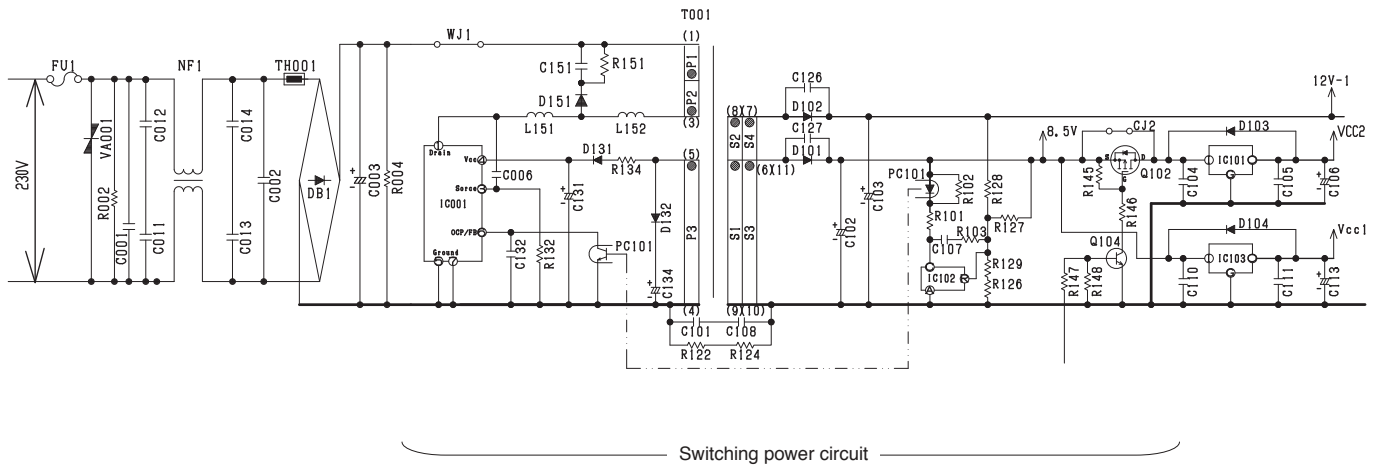 T001
WJ1
(1)
FU1
NF1
TH001
C151
R151
P1
C126
12V-1
D151
P2
D102
(8)(7)
C012
C014
L151
L152
(3)
S2
S4
C127
8.5V
CJ2
D103
VCC2
Drain
D131
(5)
D101
(6)(11)
VA001
Vcc
R134
PC101
R145
Q102
IC101
230V
R002
DB1
C003
R004
C006
Sorce
IC001
C131
D132
R102
R128
C104
C105
C106
C002
R101
R103
R127
R146
D104
Vcc1
C001
C011
C013
OCP/FB
C132
R132
PC101
P3
S1
S3
C102
C103
C107
Q104
IC103
Ground
C134
IC102
R129
R126
R147
R148
C110
C111
C113
(4)
(9)(10)
C101
C108
R122
R124
Switching power circuit